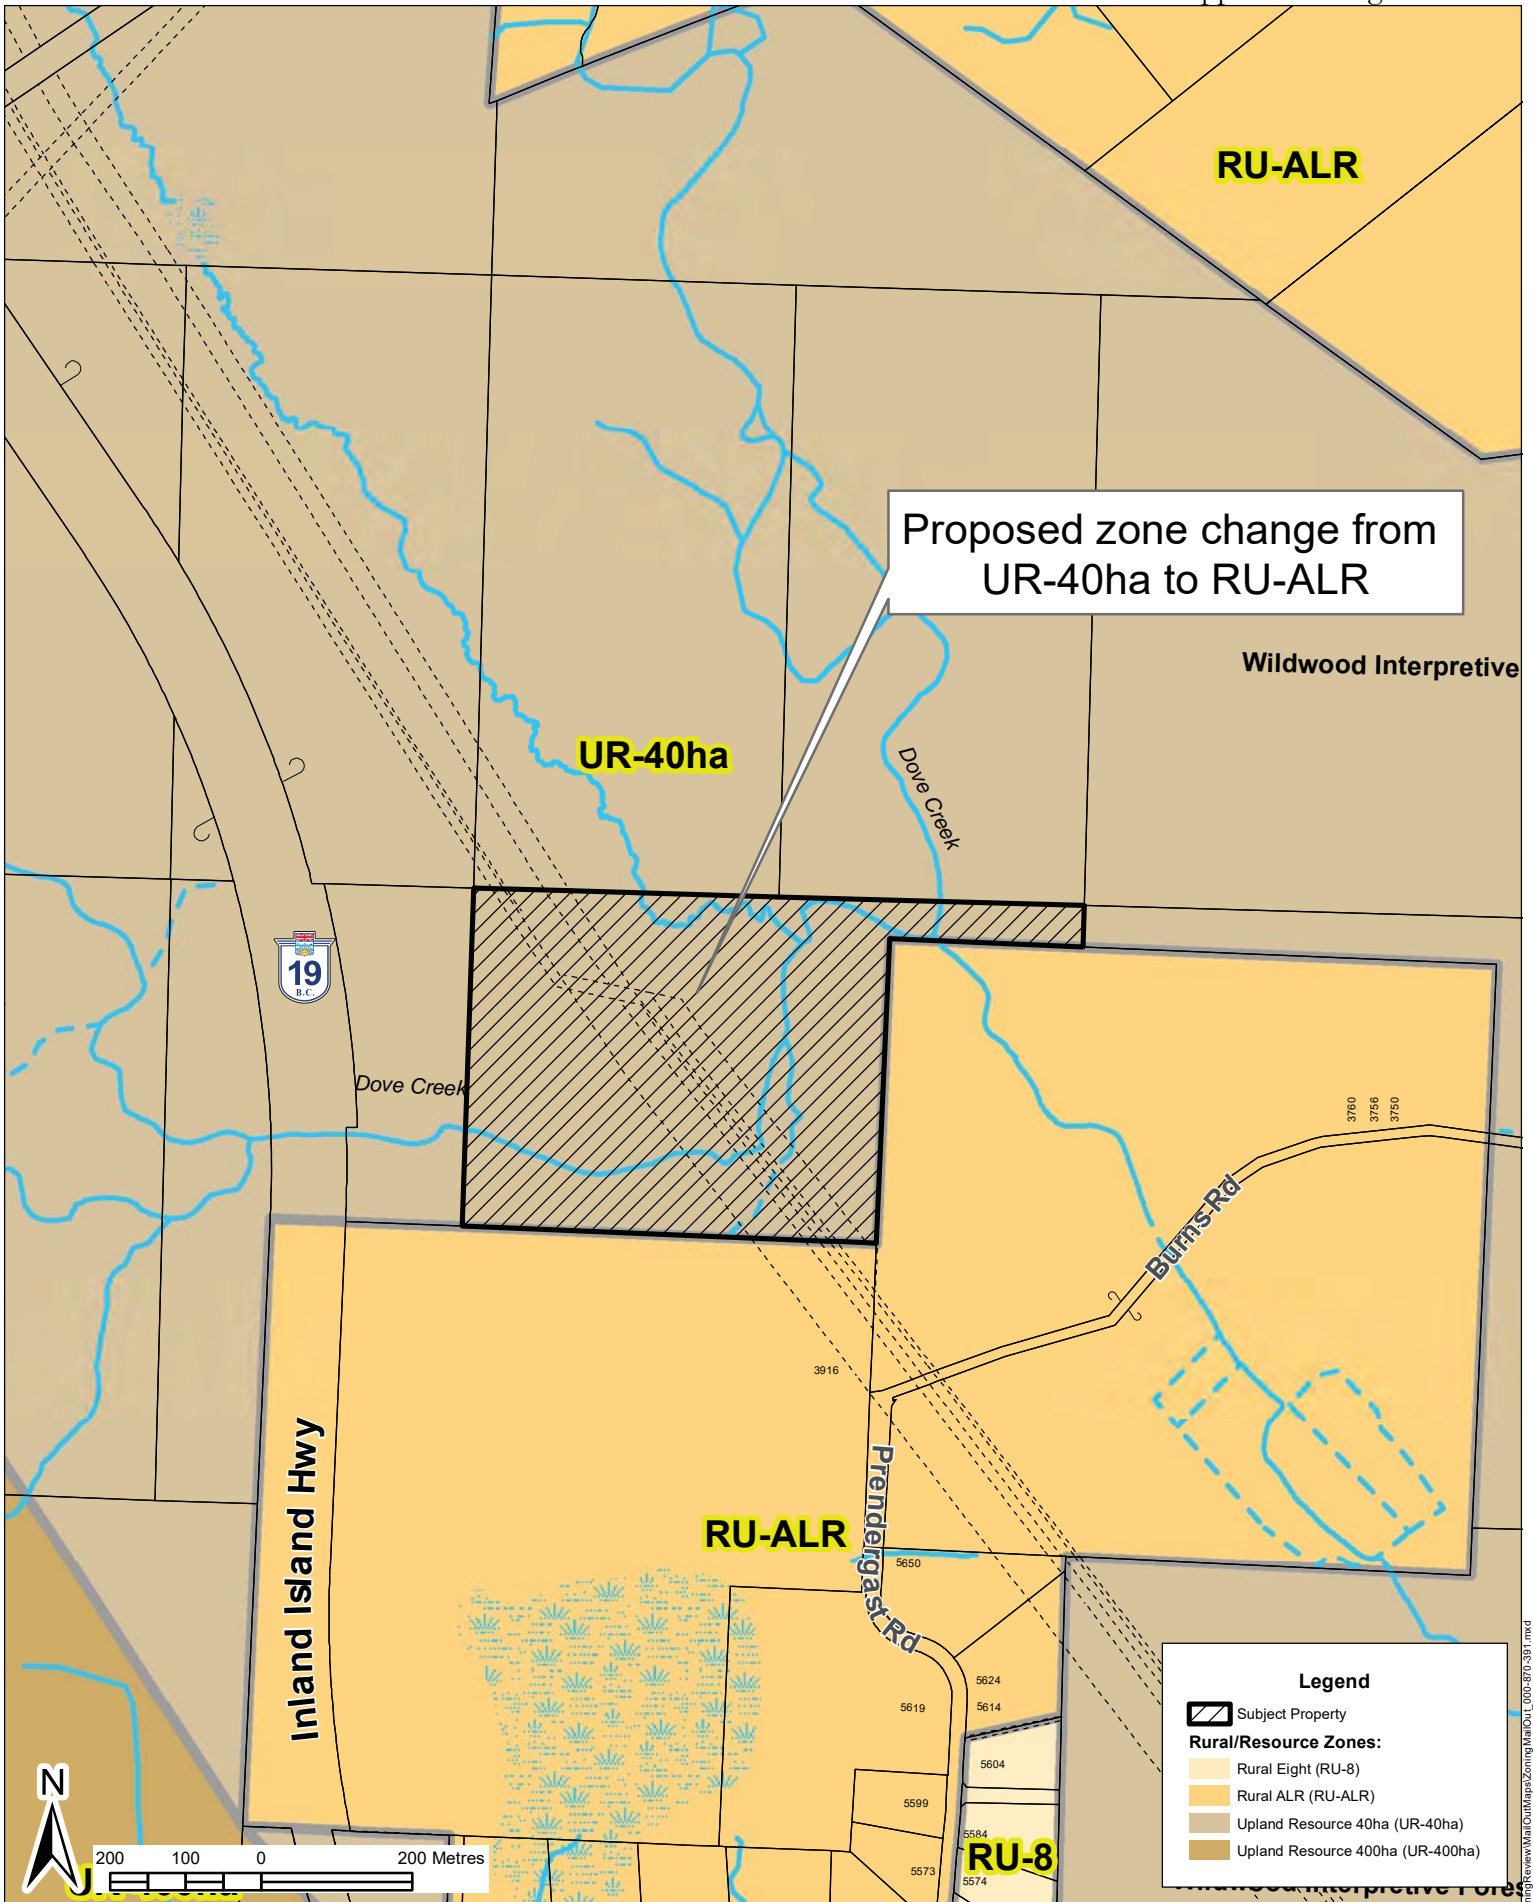 RU-ALR
Proposed zone change from
UR-40ha to RU-ALR
Wildwood Interpretive
UR-40ha
Dove Creek
19
B.C.
Dove Creek
3760
3756
3750
Burns Rd
3916
Inland Island Hwy
Prendergast Rd
RU-ALR
5650
5624
5619
5614
5604
5599
5584
RU-8
5573
5574
Legend
Subject Property
Rural/Resource Zones:
Rural Eight (RU-8)
Rural ALR (RU-ALR)
Upland Resource 40ha (UR-40ha)
Upland Resource 400ha (UR-400ha)
N
200 100 0 200 Metres